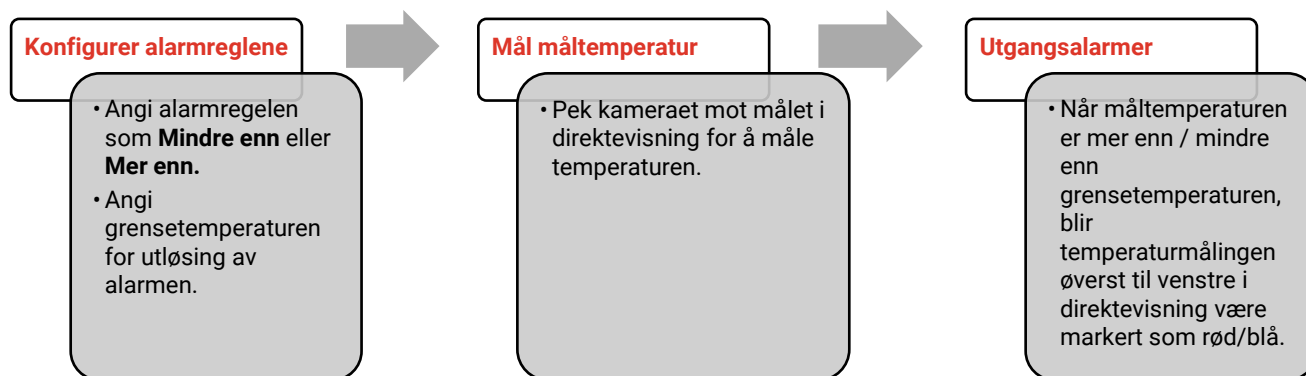 Konfigurer alarmreglene
• Angi alarmregelen
som Mindre enn eller
Mer enn.
• Angi
grensetemperaturen
for utløsing av
alarmen.
Mål måltemperatur
• Pek kameraet mot målet i
direktevisning for å måle
temperaturen.
Utgangsalarmer
• Når måltemperaturen
er mer enn / mindre
enn
grensetemperaturen,
blir
temperaturmålingen
øverst til venstre i
direktevisning være
markert som rød/blå.